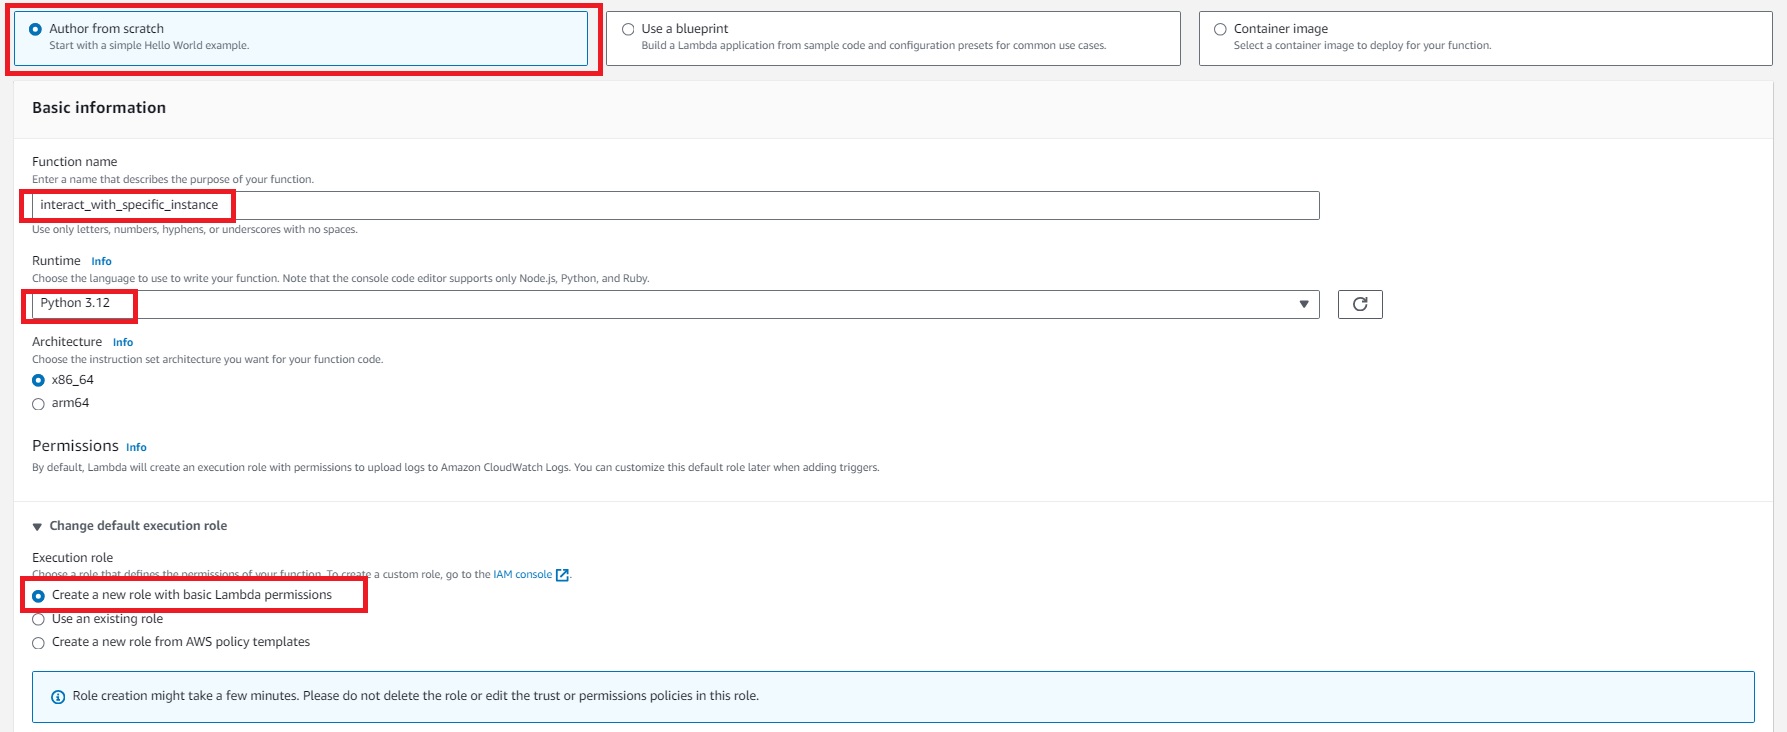 Author from scratch
Start with a simple Hello World example.
Use a blueprint
Build a Lambda application from sample code and configuration presets for common use cases.
Container image
Select a container image to deploy for your function.
Basic information
Function name
Enter a name that describes the purpose of your function.
interact_with_specific_instance
Use only letters, numbers, hyphens, or underscores with no spaces.
Runtime Info
Choose the language to use to write your function. Note that the console code editor supports only Node.js, Python, and Ruby.
Python 3.12
Architecture Info
Choose the instruction set architecture you want for your function code.
x86_64
arm64
Permissions Info
By default, Lambda will create an execution role with permissions to upload logs to Amazon CloudWatch Logs. You can customize this default role later when adding triggers.
Change default execution role
Execution role
Choose a role that defines the permissions of your function. To create a custom role, go to the IAM console.
Create a new role with basic Lambda permissions
Use an existing role
Create a new role from AWS policy templates
Role creation might take a few minutes. Please do not delete the role or edit the trust or permissions policies in this role.